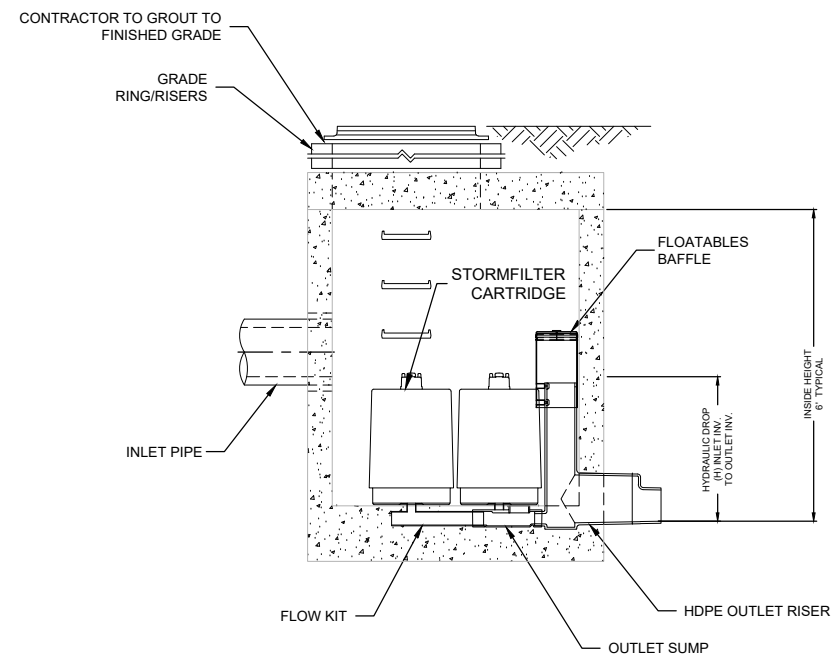 CONTRACTOR TO GROUT TO
FINISHED GRADE
GRADE
RING/RISERS
FLOATABLES
BAFFLE
STORMFILTER
CARTRIDGE
INLET PIPE
HYDRAULIC DROP
(H) INLET INV.
TO OUTLET INV.
INSIDE HEIGHT
6' TYPICAL
FLOW KIT
HDPE OUTLET RISER
OUTLET SUMP